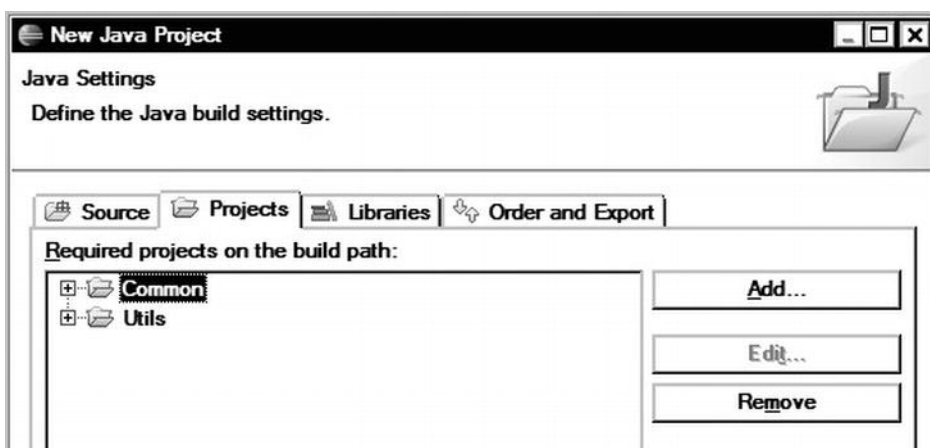 New Java Project
Java Settings
Define the Java build settings.
Source Projects Libraries Order and Export
Required projects on the build path:
Common
Utils
Add...
Edit...
Remove